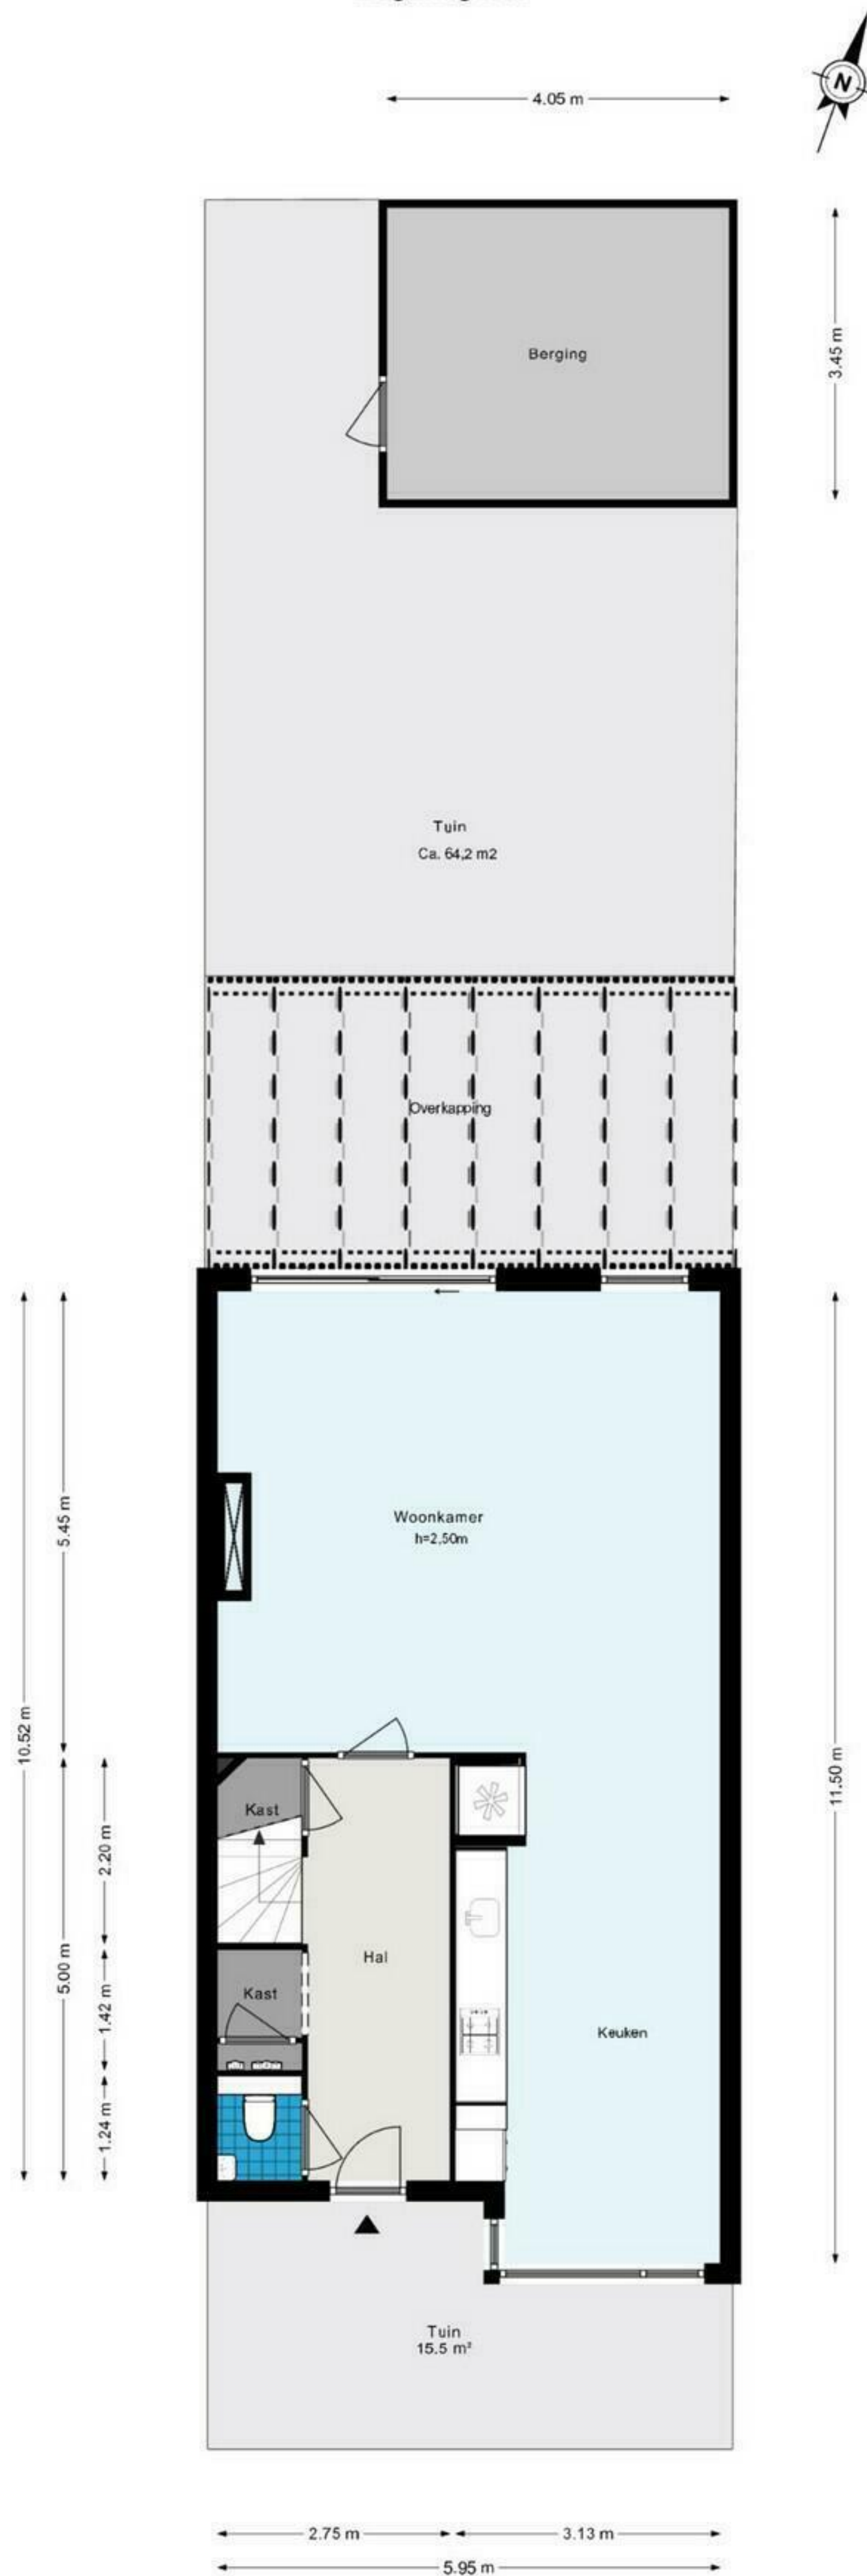 N
4.05 m
3.45 m
Berging
Tuin
Ca. 64,2 m2
Overkapping
Woonkamer
h=2,50m
5.45 m
10.52 m
11.50 m
Kast
2.20 m
Hal
5.00 m
Kast
1.42 m
Keuken
1.24 m
Tuin
15.5 m²
2.75 m
3.13 m
5.95 m